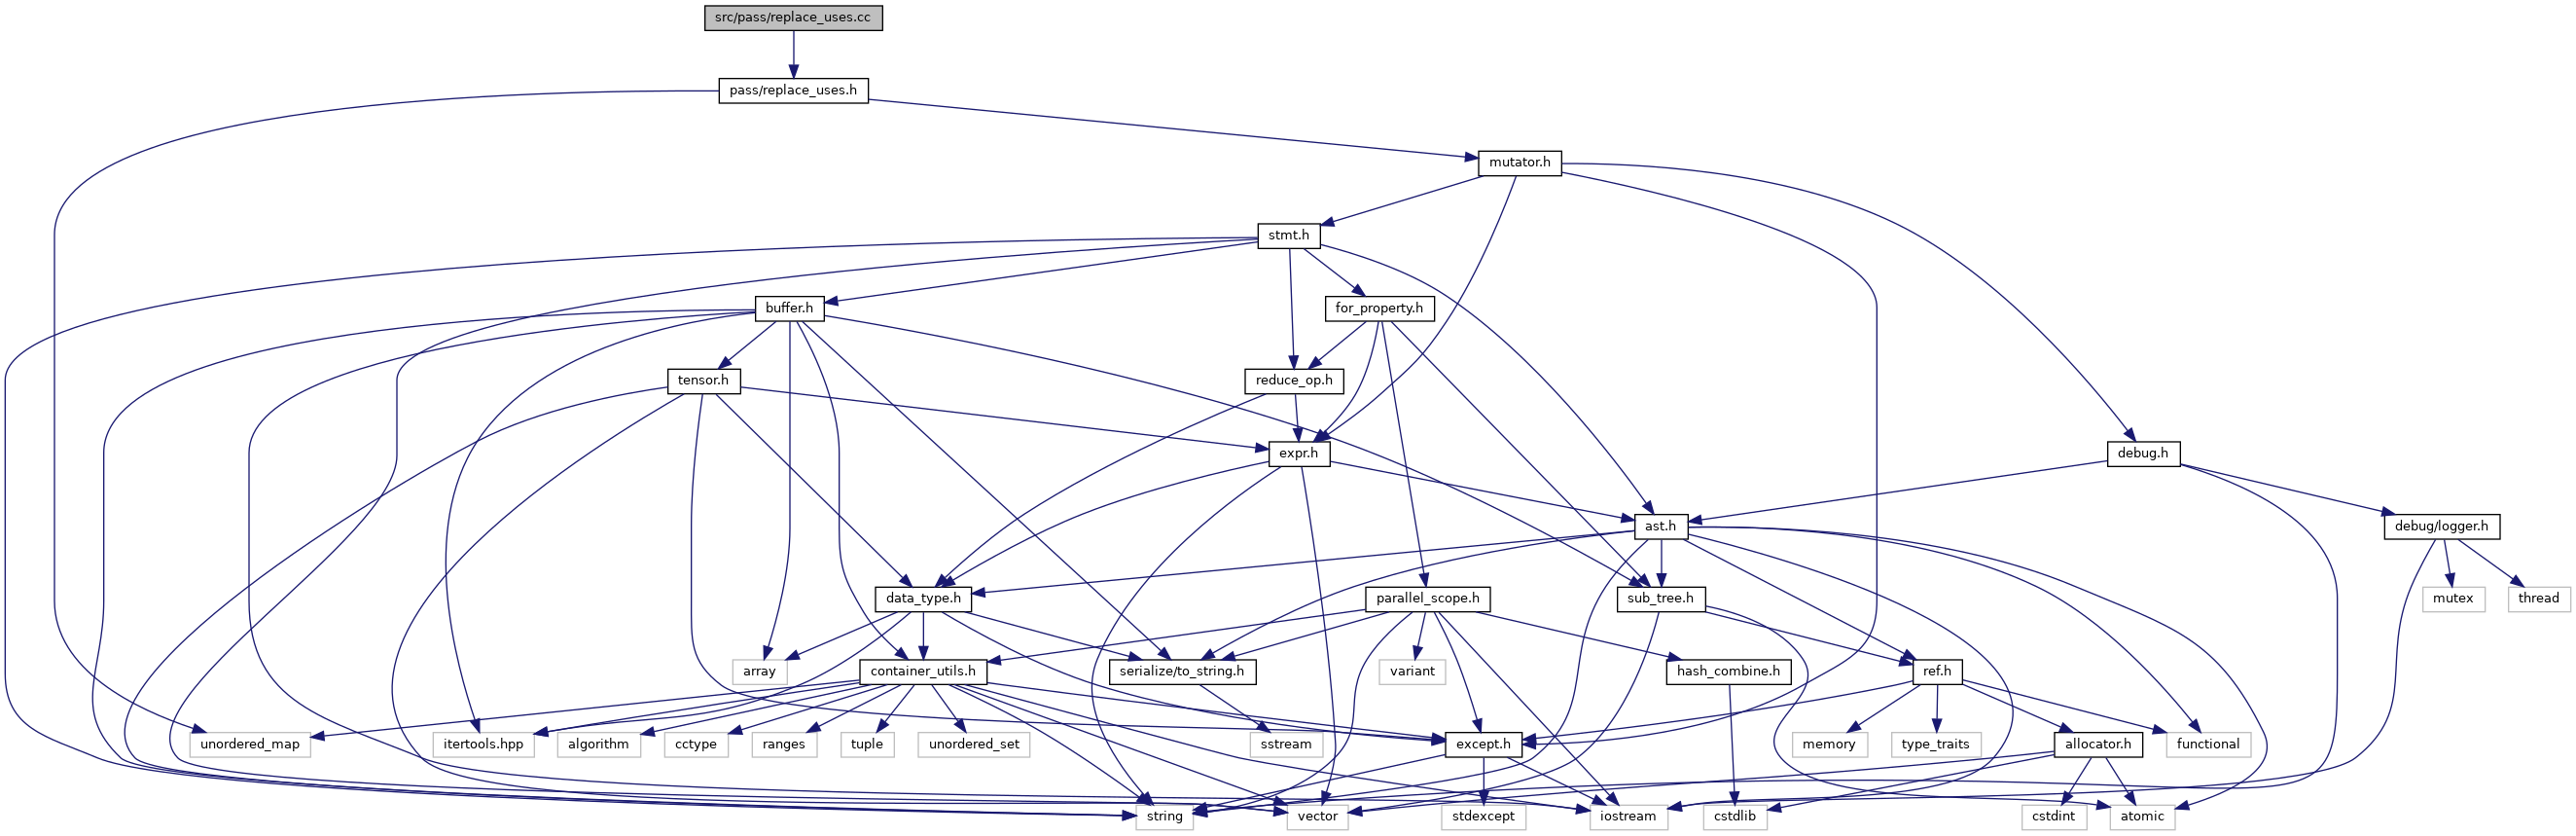 src/pass/replace_uses.cc
pass/replace_uses.h
mutator.h
stmt.h
buffer.h
for_property.h
tensor.h
reduce_op.h
expr.h
debug.h
ast.h
debug/logger.h
data_type.h
parallel_scope.h
sub_tree.h
mutex
thread
array
container_utils.h
serialize/to_string.h
variant
hash_combine.h
ref.h
unordered_map
itertools.hpp
algorithm
cctype
ranges
tuple
unordered_set
sstream
except.h
memory
type_traits
allocator.h
functional
string
vector
stdexcept
iostream
cstdlib
cstdint
atomic